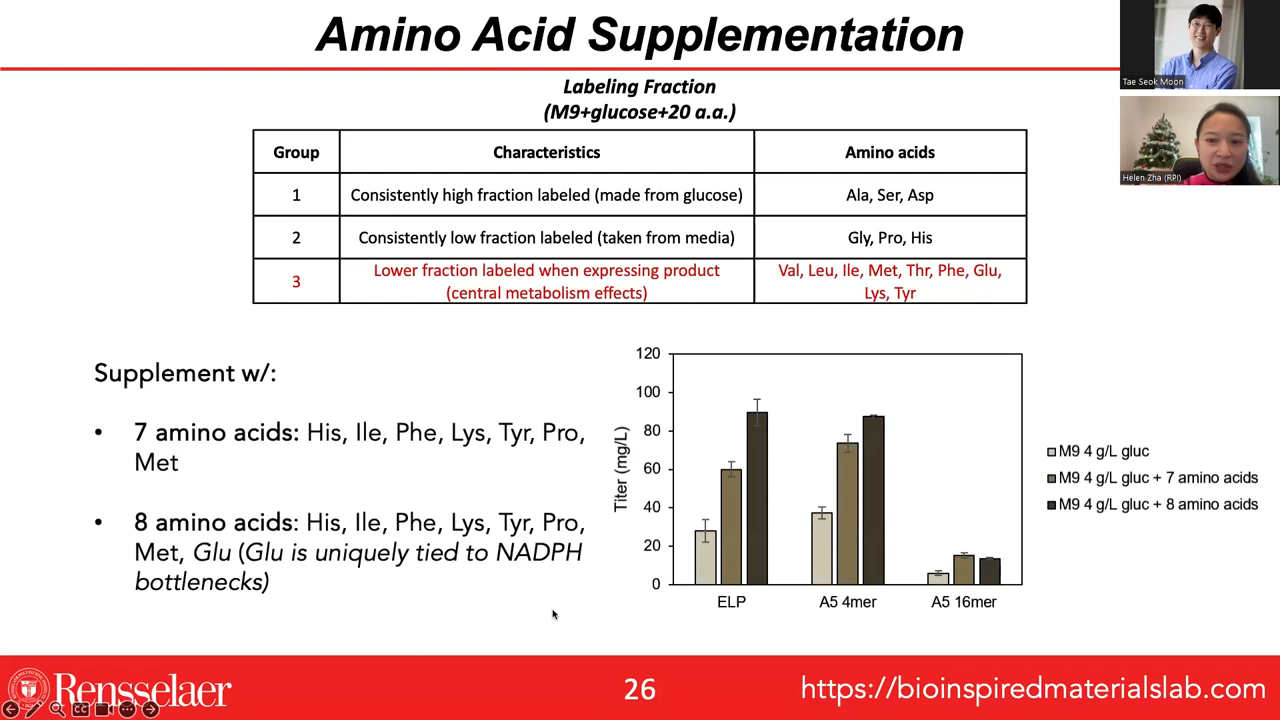 Amino Acid Supplementation
Tae Seok Moon
Helen Zha (RPI)
Labeling Fraction
(M9+glucose+20 a.a.)
Group Characteristics Amino acids
1 Consistently high fraction labeled (made from glucose) Ala, Ser, Asp
2 Consistently low fraction labeled (taken from media) Gly, Pro, His
3 Lower fraction labeled when expressing product (central metabolism effects) Val, Leu, Ile, Met, Thr, Phe, Glu, Lys, Tyr
Supplement w/:
• 7 amino acids: His, Ile, Phe, Lys, Tyr, Pro,
Met
• 8 amino acids: His, Ile, Phe, Lys, Tyr, Pro,
Met, Glu (Glu is uniquely tied to NADPH
bottlenecks)
Titer (mg/L)
120
100
80
60
40
20
0
ELP A5 4mer A5 16mer
M9 4 g/L gluc
M9 4 g/L gluc + 7 amino acids
M9 4 g/L gluc + 8 amino acids
Rensselaer
26
https://bioinspiredmaterialslab.com
CC